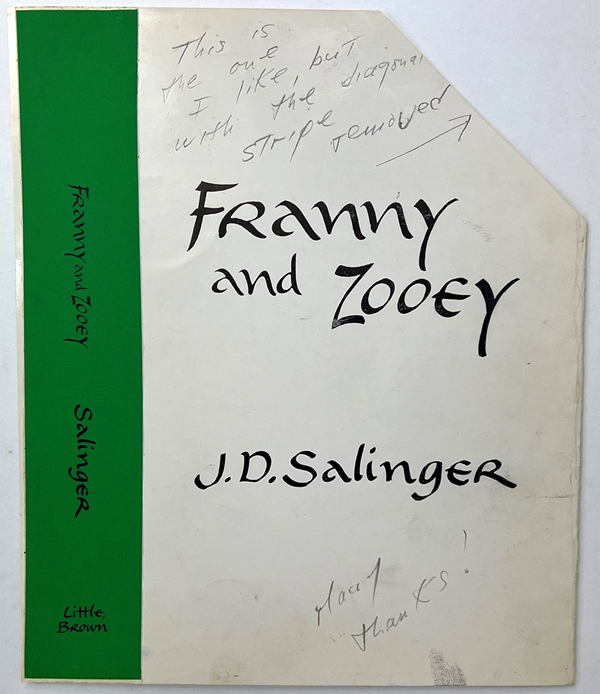 This is
the one
I like, but
with the diagonal
stripe removed
Franny
and Zooey
J.D. Salinger
many
thanks!
Franny and Zooey
Salinger
Little,
Brown